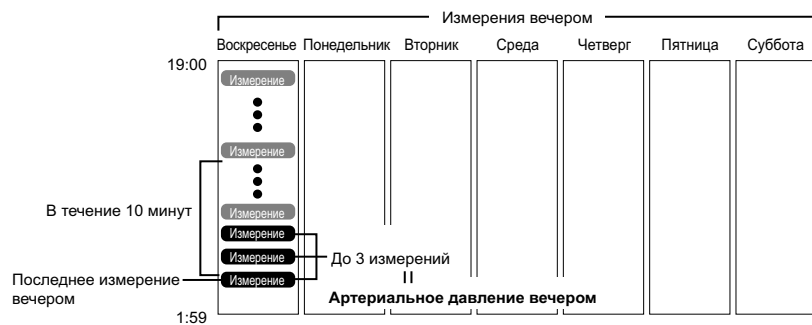 Измерения вечером
Воскресенье Понедельник Вторник Среда Четверг Пятница Суббота
19:00
Измерение
Измерение
В течение 10 минут
Измерение
Измерение
Измерение
До 3 измерений
Последнее измерение
вечером
Измерение
=
Артериальное давление вечером
1:59